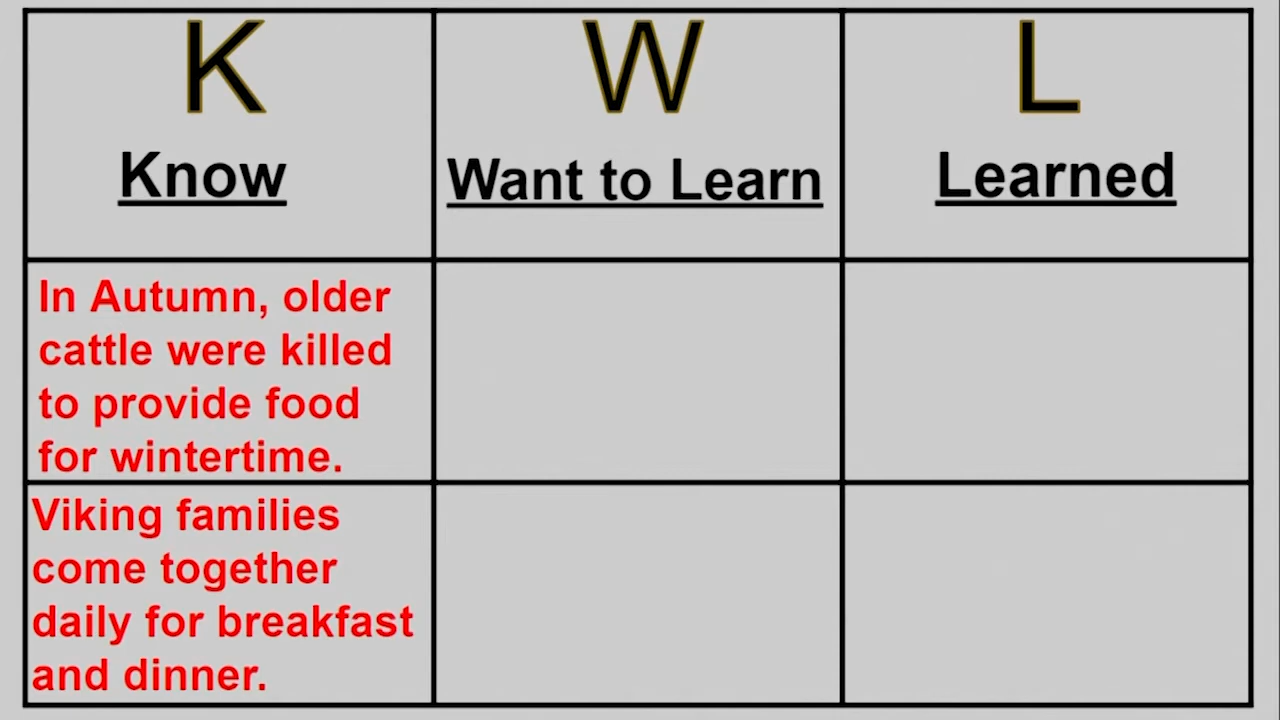 K
W
L
Know
Want to Learn
Learned
In Autumn, older
cattle were killed
to provide food
for wintertime.
Viking families
come together
daily for breakfast
and dinner.